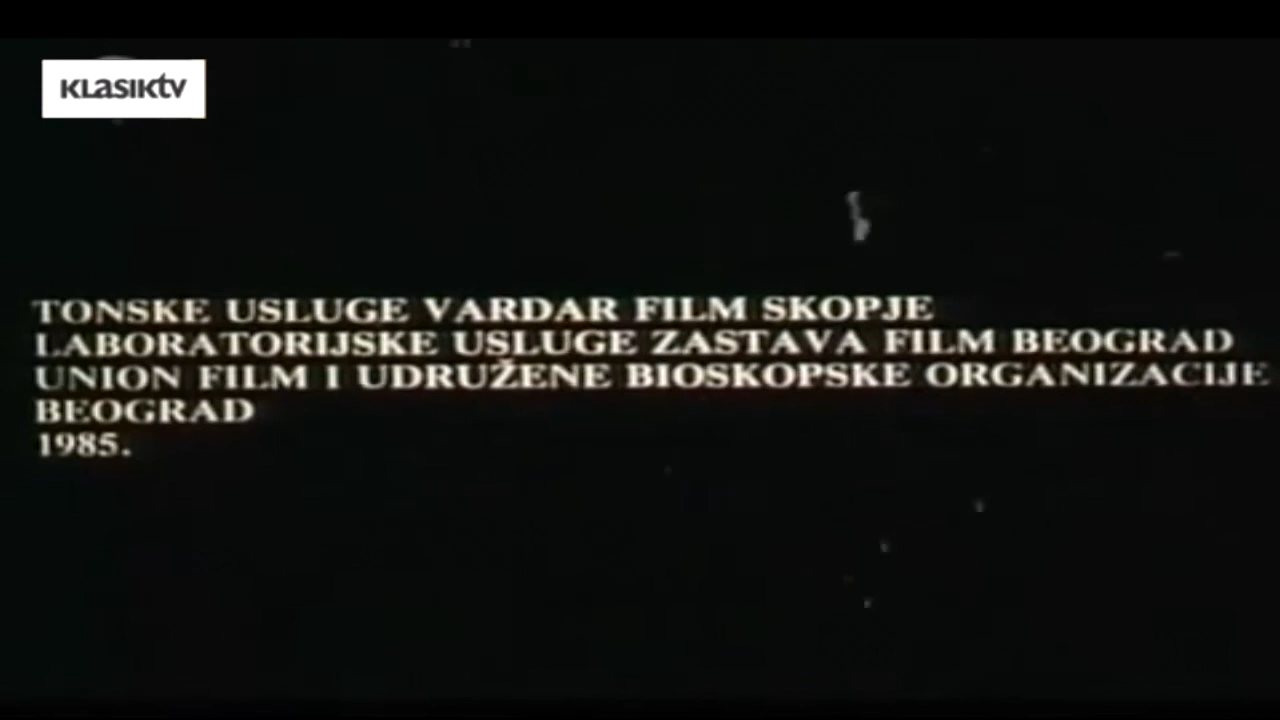 KLASIKtv
TONSKE USLUGE VARDAR FILM SKOPJE
LABORATORIJSKE USLUGE ZASTAVA FILM BEOGRAD
UNION FILM I UDRUŽENE BIOSKOPSKE ORGANIZACIJE
BEOGRAD
1985.